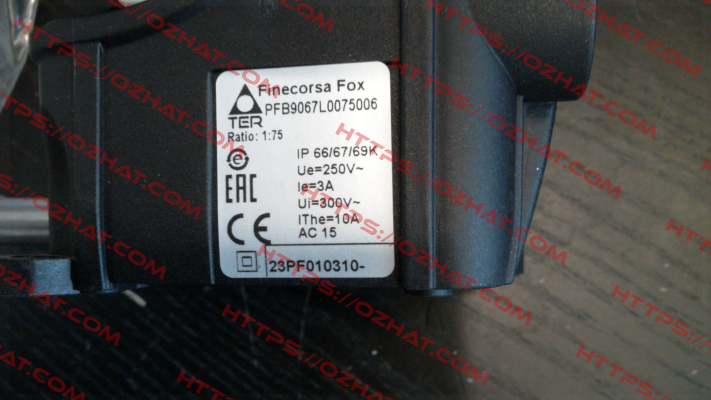 Finecorsa Fox
PFB9067L0075006
TER
Ratio: 1:75
IP 66/67/69K
Ue=250V~
Ie=3A
Ui=300V~
IThe=10A
AC 15
EAC
CE
23PF010310-
HTTPS://OZHAT.COM